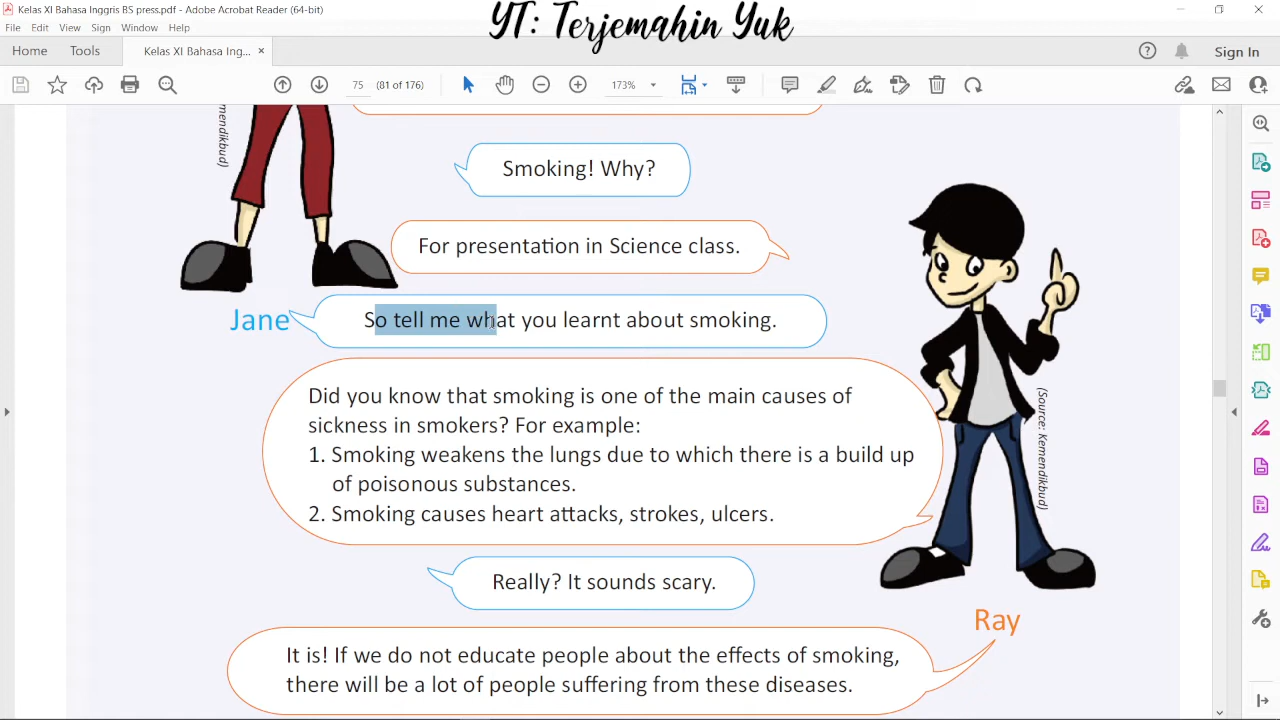 Kelas XI Bahasa Inggris BS press.pdf - Adobe Acrobat Reader (64-bit)
YT: Terjemahin Yuk
File Edit View Sign Window Help
Home Tools Kelas XI Bahasa Ing... × Sign In
75 (81 of 176) 173%
mendikbud)
Smoking! Why?
For presentation in Science class.
Jane
So tell me what you learnt about smoking.
Did you know that smoking is one of the main causes of
sickness in smokers? For example:
1. Smoking weakens the lungs due to which there is a build up
of poisonous substances.
2. Smoking causes heart attacks, strokes, ulcers.
(Source: Kemendikbud)
Really? It sounds scary.
Ray
It is! If we do not educate people about the effects of smoking,
there will be a lot of people suffering from these diseases.